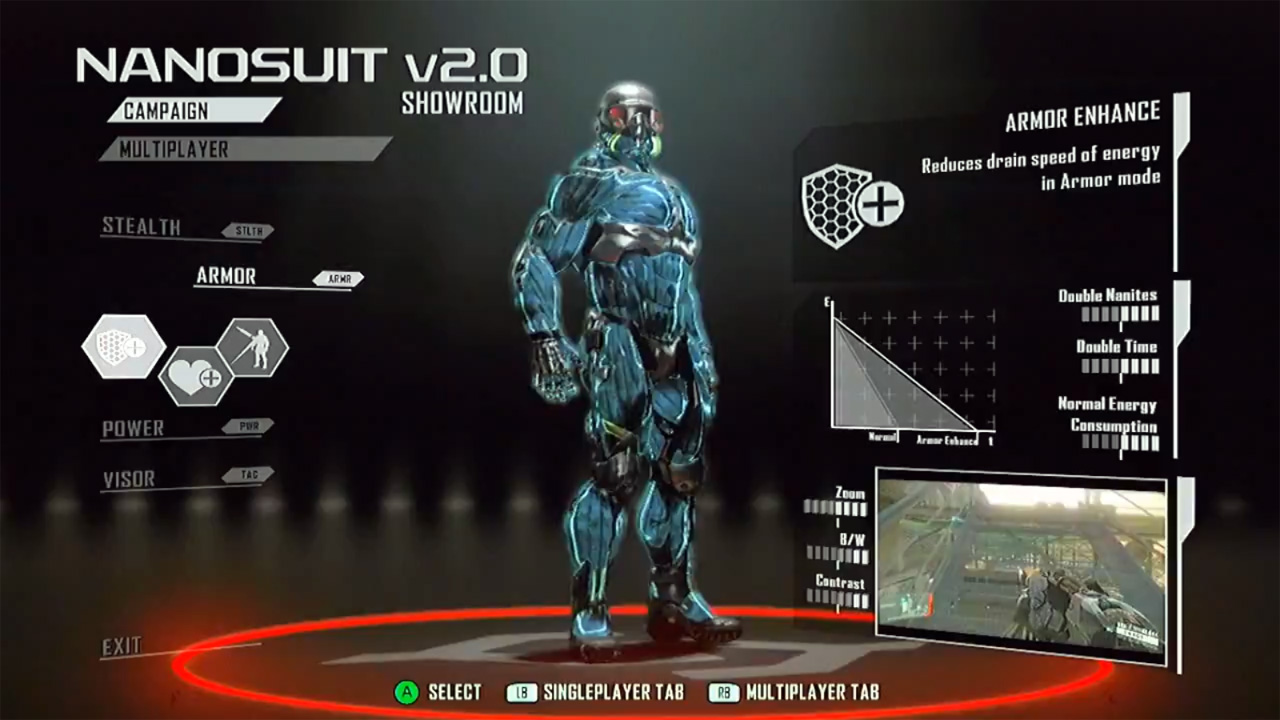 NANOSUIT v2.0
SHOWROOM
CAMPAIGN
MULTIPLAYER
STEALTH
STLTH
ARMOR
ARMR
POWER
PWR
VISOR
TAC
EXIT
ARMOR ENHANCE
Reduces drain speed of energy
in Armor mode
E
Normal
Armor Enhance
t
Double Nanites
Double Time
Normal Energy
Consumption
Zoom
B/W
Contrast
A SELECT
LB SINGLEPLAYER TAB
RB MULTIPLAYER TAB